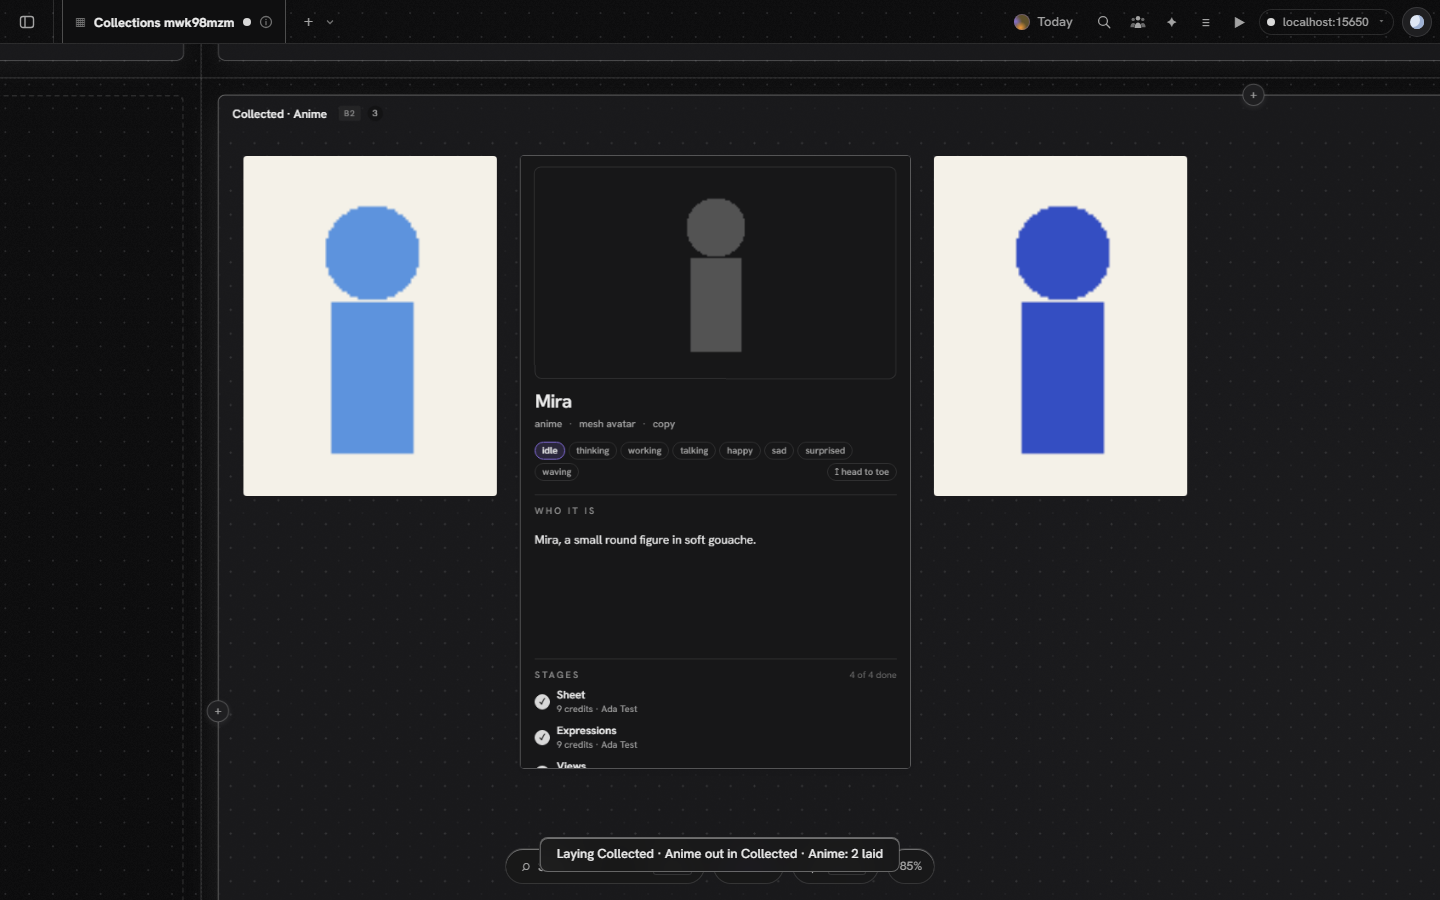 Collections mwk98mzm
Today
localhost:15650
Collected · Anime B2 3
Mira
anime · mesh avatar · copy
idle thinking working talking happy sad surprised
waving head to toe
WHO IT IS
Mira, a small round figure in soft gouache.
STAGES 4 of 4 done
Sheet
9 credits · Ada Test
Expressions
9 credits · Ada Test
Views
Laying Collected · Anime out in Collected · Anime: 2 laid
85%